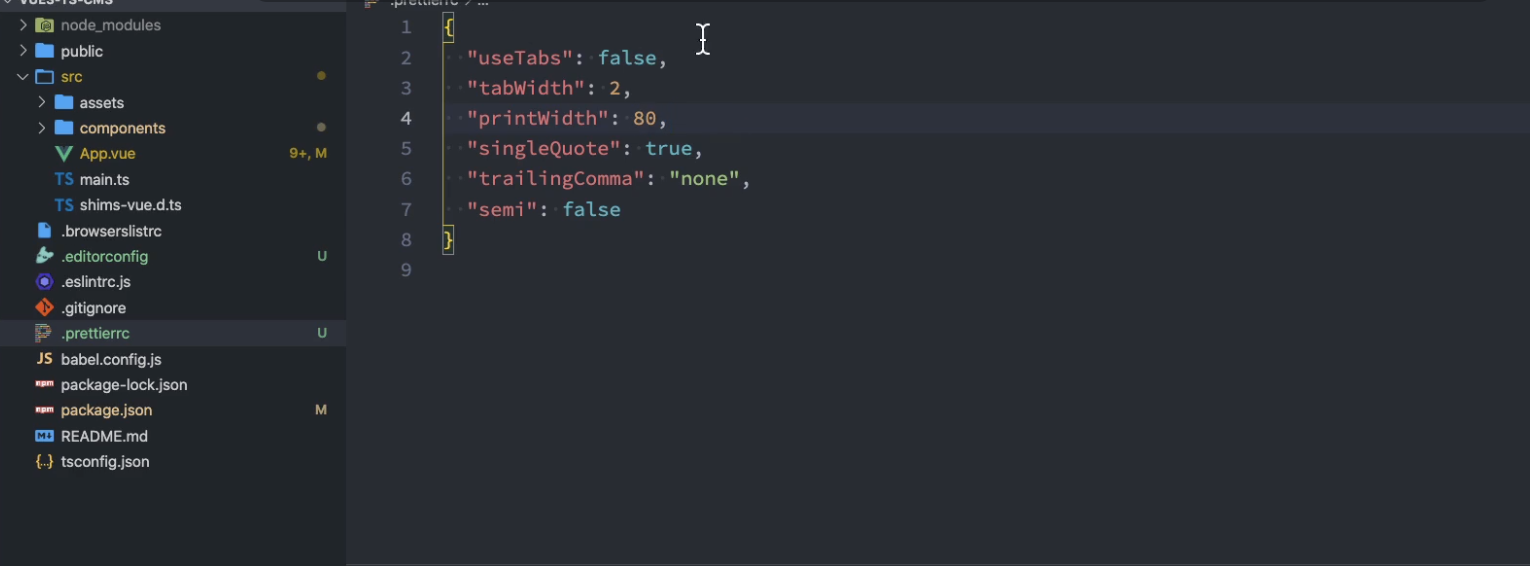 VUE3-TS-CMS
node_modules
public
src
assets
components
App.vue 9+, M
TS main.ts
TS shims-vue.d.ts
.browserslistrc
.editorconfig U
.eslintrc.js
.gitignore
.prettierrc U
JS babel.config.js
npm package-lock.json
npm package.json M
M↓ README.md
{..} tsconfig.json
.prettierrc > ...
1 {
2 "useTabs": false,
3 "tabWidth": 2,
4 "printWidth": 80,
5 "singleQuote": true,
6 "trailingComma": "none",
7 "semi": false
8 }
9